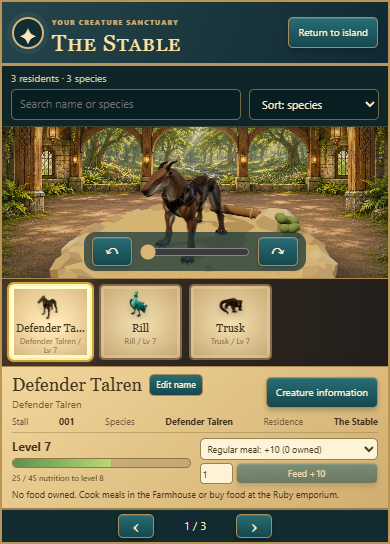 YOUR CREATURE SANCTUARY
THE STABLE
Return to island
3 residents · 3 species
Search name or species
Sort: species
Defender Ta...
Defender Talren / Lv 7
Rill
Rill / Lv 7
Trusk
Trusk / Lv 7
Defender Talren
Edit name
Creature information
Defender Talren
Stall 001 Species Defender Talren Residence The Stable
Level 7
Regular meal: +10 (0 owned)
25 / 45 nutrition to level 8
1
Feed +10
No food owned. Cook meals in the Farmhouse or buy food at the Ruby emporium.
1 / 3